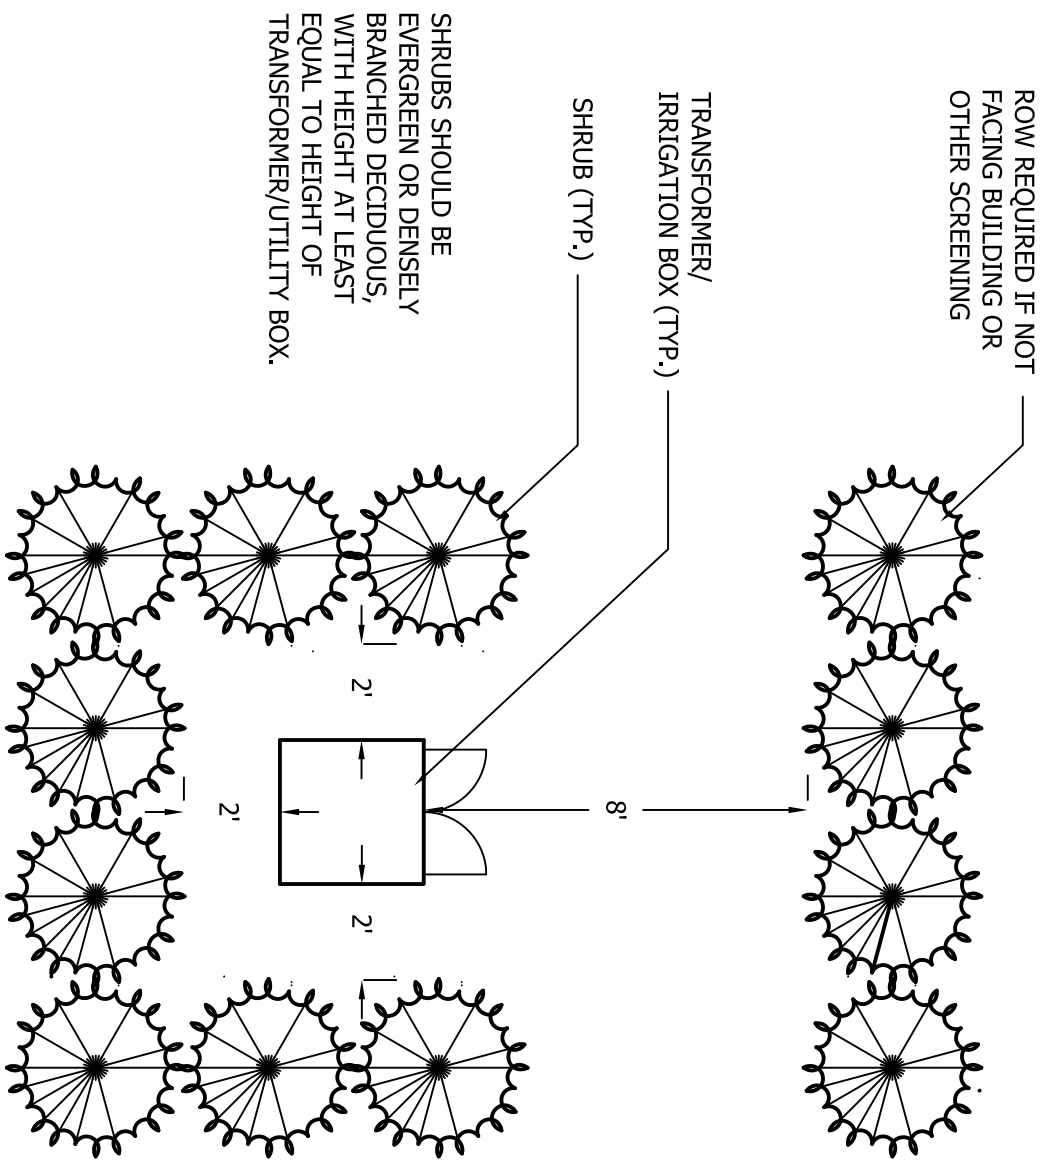 ROW REQUIRED IF NOT
FACING BUILDING OR
OTHER SCREENING
TRANSFORMER/
IRRIGATION BOX (TYP.)
SHRUB (TYP.)
SHRUBS SHOULD BE
EVERGREEN OR DENSELY
BRANCHED DECIDUOUS,
WITH HEIGHT AT LEAST
EQUAL TO HEIGHT OF
TRANSFORMER/UTILITY BOX.
8'
2'
2'
2'